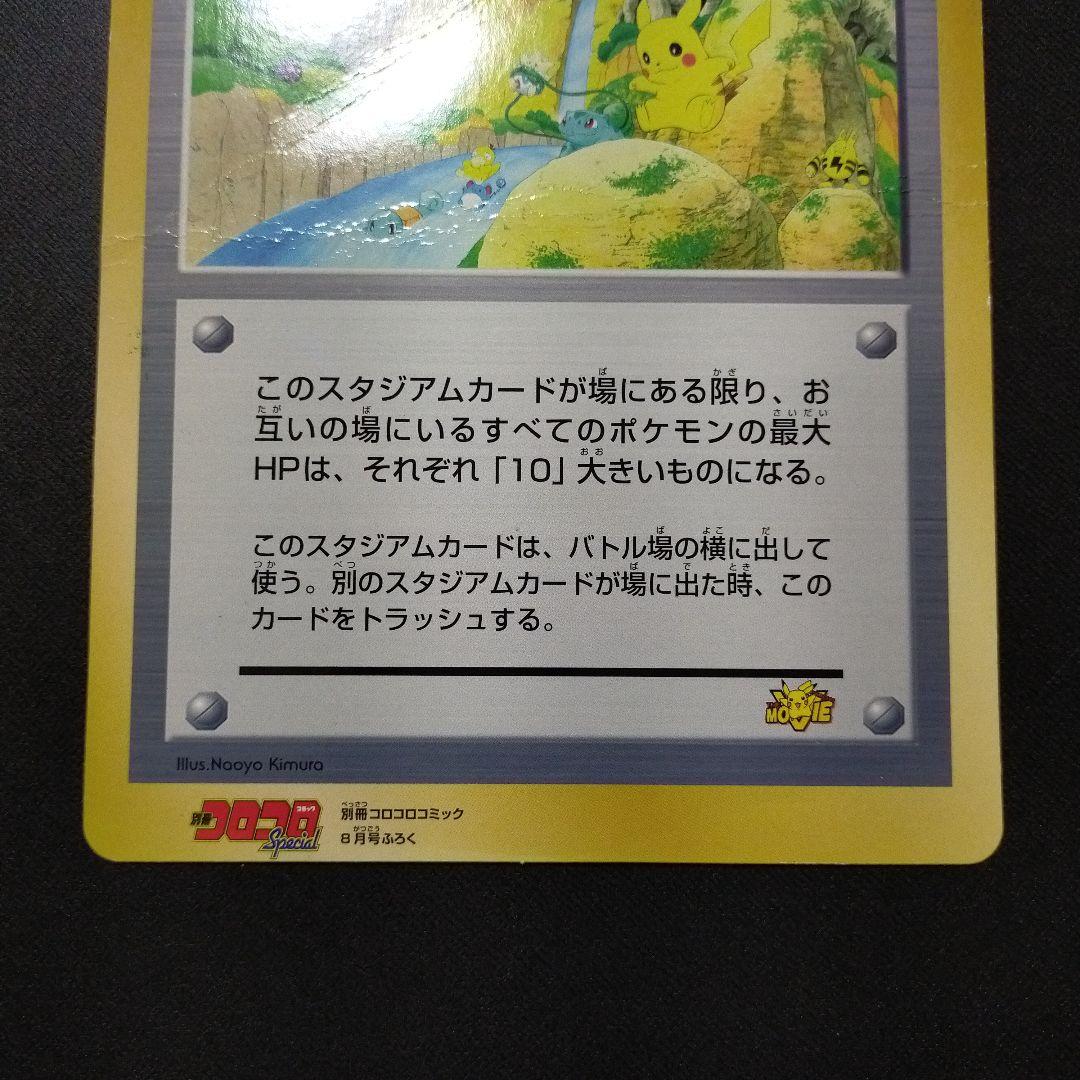 このスタジアムカードが場にある限り、お
互いの場にいるすべてのポケモンの最大
HPは、それぞれ「10」大きいものになる。
このスタジアムカードは、バトル場の横に出して
使う。別のスタジアムカードが場に出た時、この
カードをトラッシュする。
THE MOVIE
Illus.Naoyo Kimura
別冊 コロコロ コミック Special
別冊コロコロコミック
8月号ふろく